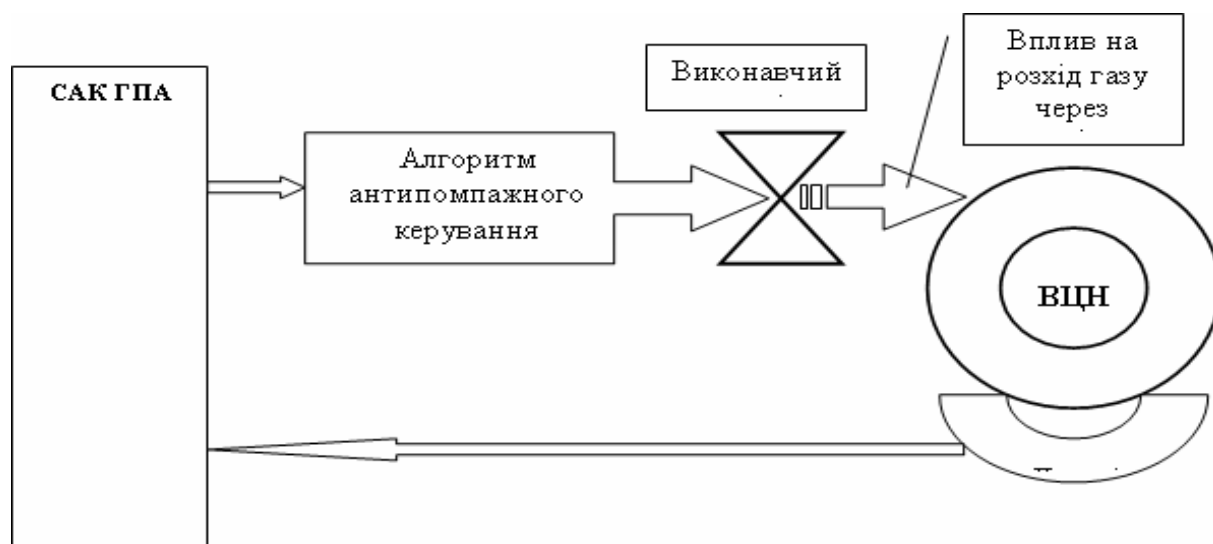 САК ГПА
Алгоритм
антипомпажного
керування
Виконавчий
Вплив на
розхід газу
через
ВЦН